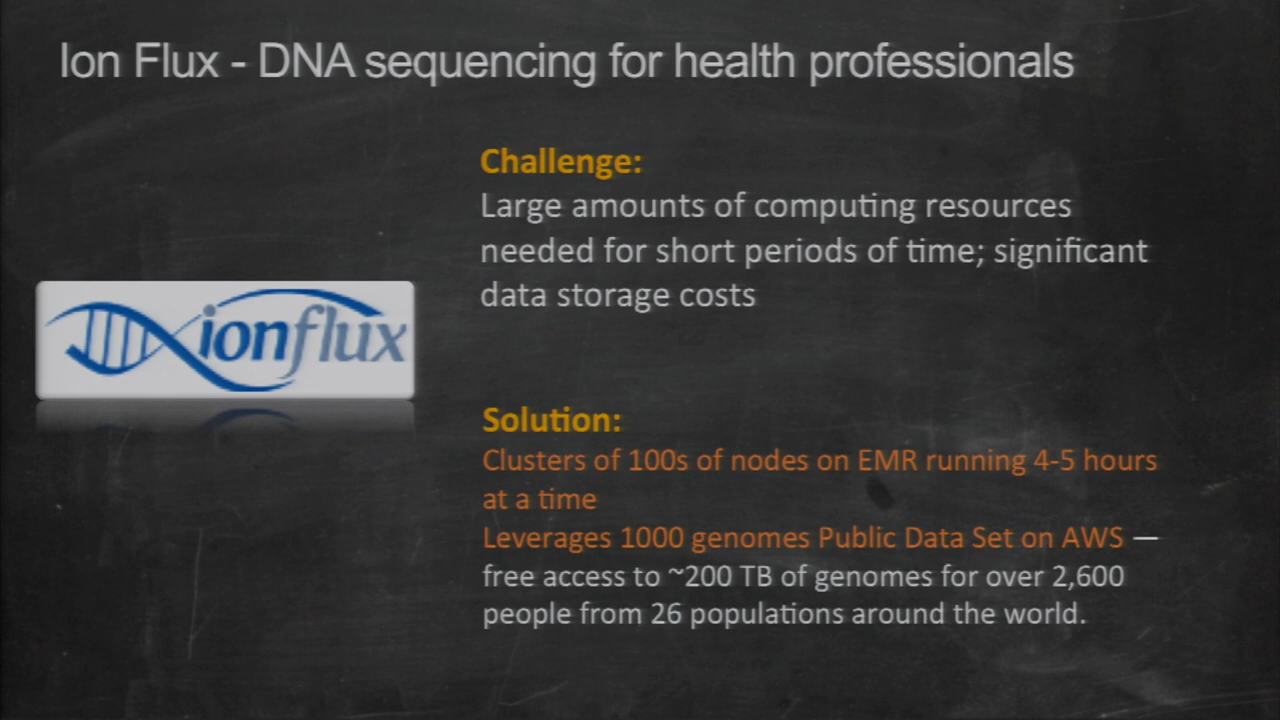 Ion Flux - DNA sequencing for health professionals
Challenge:
Large amounts of computing resources
needed for short periods of time; significant
data storage costs
ionflux
Solution:
Clusters of 100s of nodes on EMR running 4-5 hours
at a time
Leverages 1000 genomes Public Data Set on AWS —
free access to ~200 TB of genomes for over 2,600
people from 26 populations around the world.